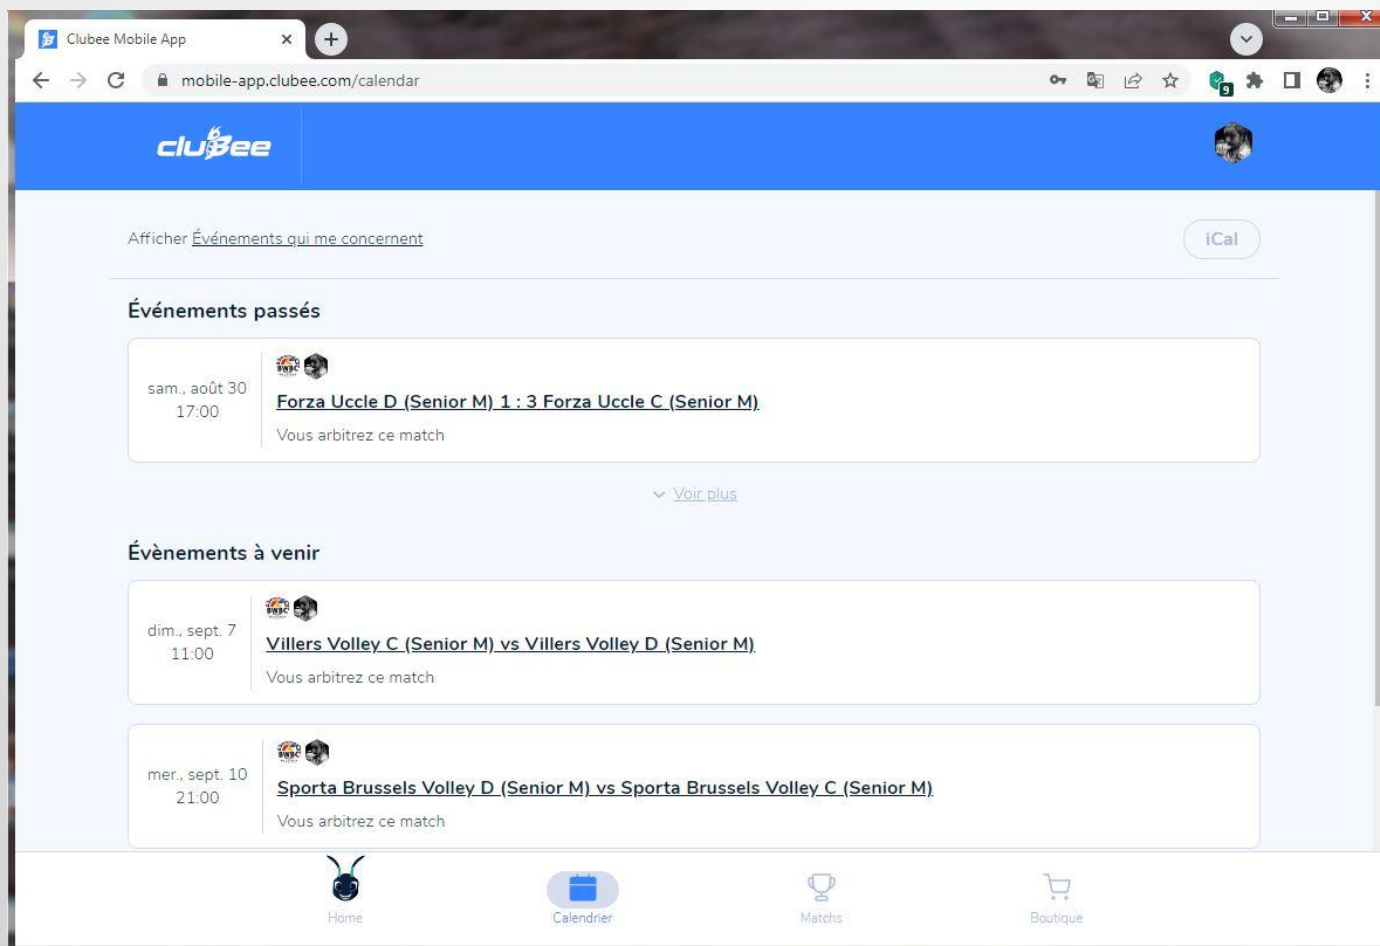 Clubee Mobile App
mobile-app.clubee.com/calendar
9
cluBee
Afficher Événements qui me concernent
iCal
Événements passés
sam., août 30
17:00
BWBC
Forza Uccle D (Senior M) 1 : 3 Forza Uccle C (Senior M)
Vous arbitrez ce match
Voir plus
Évènements à venir
dim., sept. 7
11:00
BWBC
Villers Volley C (Senior M) vs Villers Volley D (Senior M)
Vous arbitrez ce match
mer., sept. 10
21:00
BWBC
Sporta Brussels Volley D (Senior M) vs Sporta Brussels Volley C (Senior M)
Vous arbitrez ce match
Home
Calendrier
Matchs
Boutique